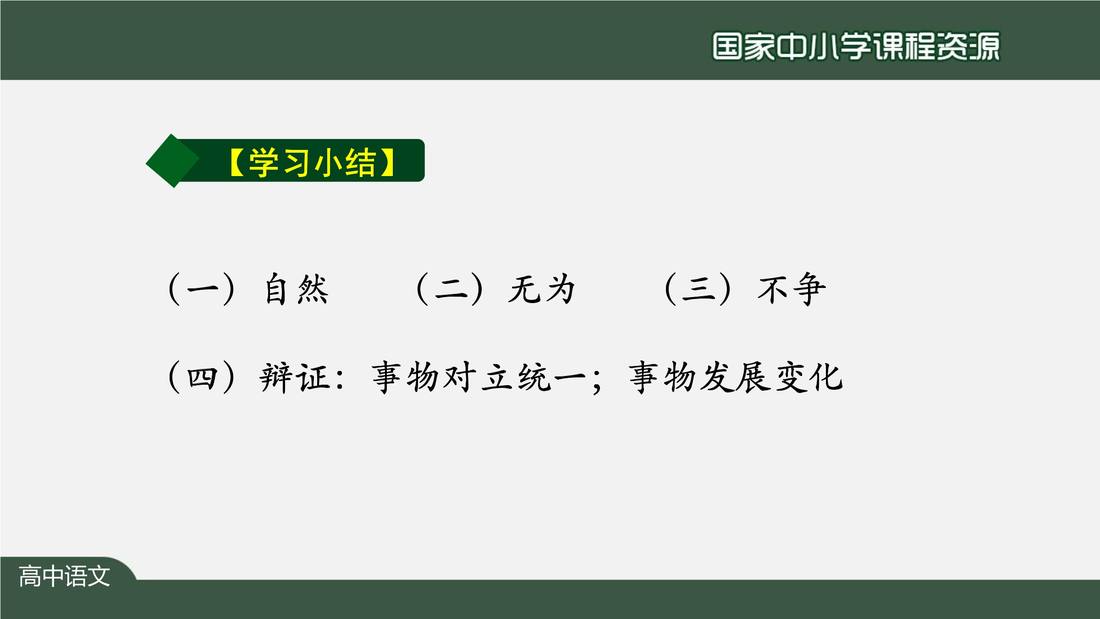 国家中小学课程资源
【学习小结】
（一）自然　　（二）无为　　（三）不争
（四）辩证：事物对立统一；事物发展变化
高中语文